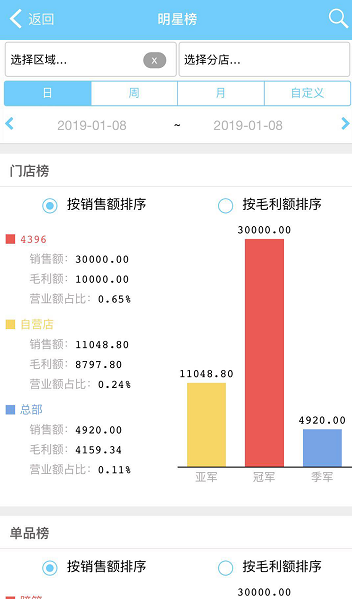 返回
明星榜
选择区域...
x
选择分店...
日
周
月
自定义
2019-01-08
~
2019-01-08
门店榜
按销售额排序
按毛利额排序
4396
销售额: 30000.00
毛利额: 10000.00
营业额占比: 0.65%
自营店
销售额: 11048.80
毛利额: 8797.80
营业额占比: 0.24%
总部
销售额: 4920.00
毛利额: 4159.34
营业额占比: 0.11%
30000.00
11048.80
4920.00
亚军
冠军
季军
单品榜
按销售额排序
按毛利额排序
30000.00